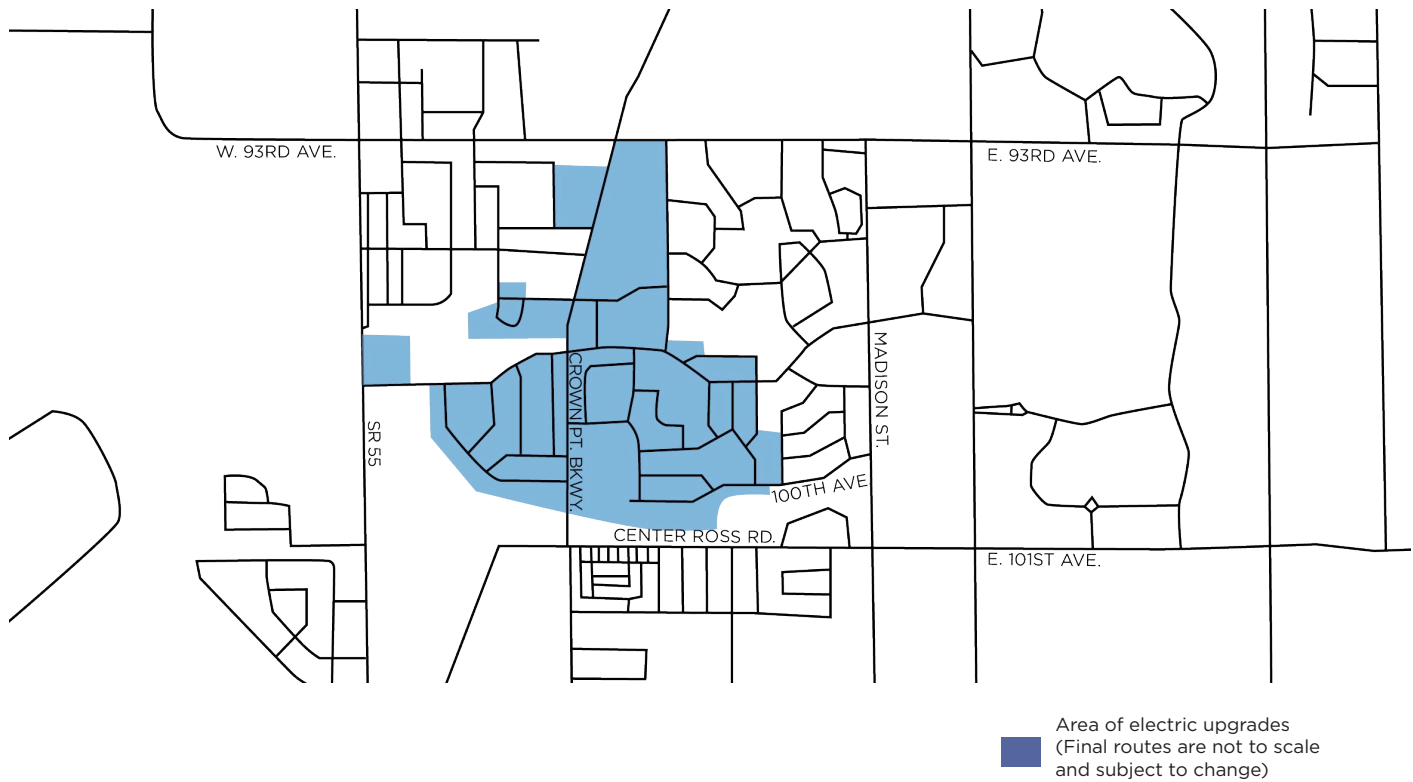 W. 93RD AVE.
E. 93RD AVE.
CROWN PT. BKWY.
MADISON ST.
SR 55
100TH AVE.
CENTER ROSS RD.
E. 101ST AVE.
Area of electric upgrades
(Final routes are not to scale
and subject to change)